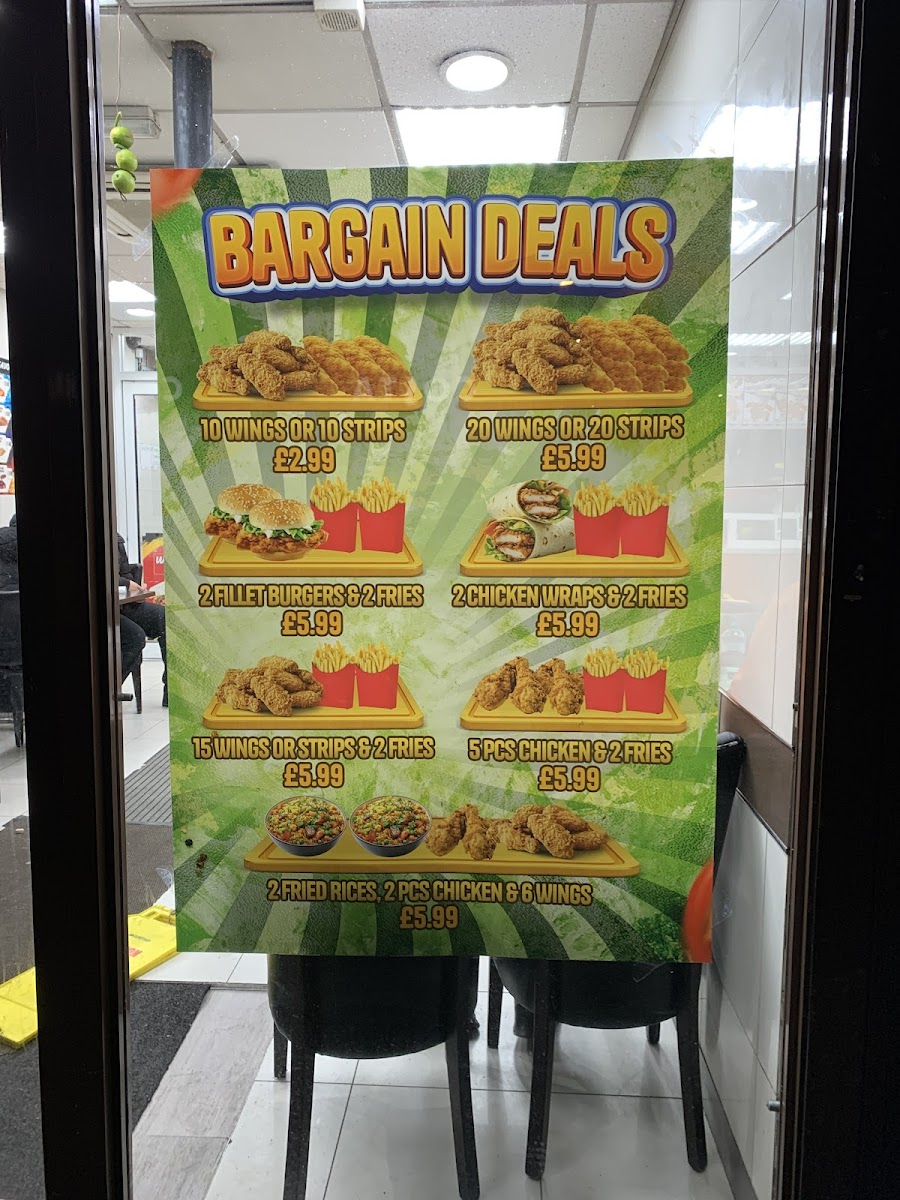 BARGAIN DEALS
10 WINGS OR 10 STRIPS
£2.99
20 WINGS OR 20 STRIPS
£5.99
2 FILLET BURGERS & 2 FRIES
£5.99
2 CHICKEN WRAPS & 2 FRIES
£5.99
15 WINGS OR STRIPS & 2 FRIES
£5.99
5 PCS CHICKEN & 2 FRIES
£5.99
2 FRIED RICES, 2 PCS CHICKEN & 6 WINGS
£5.99